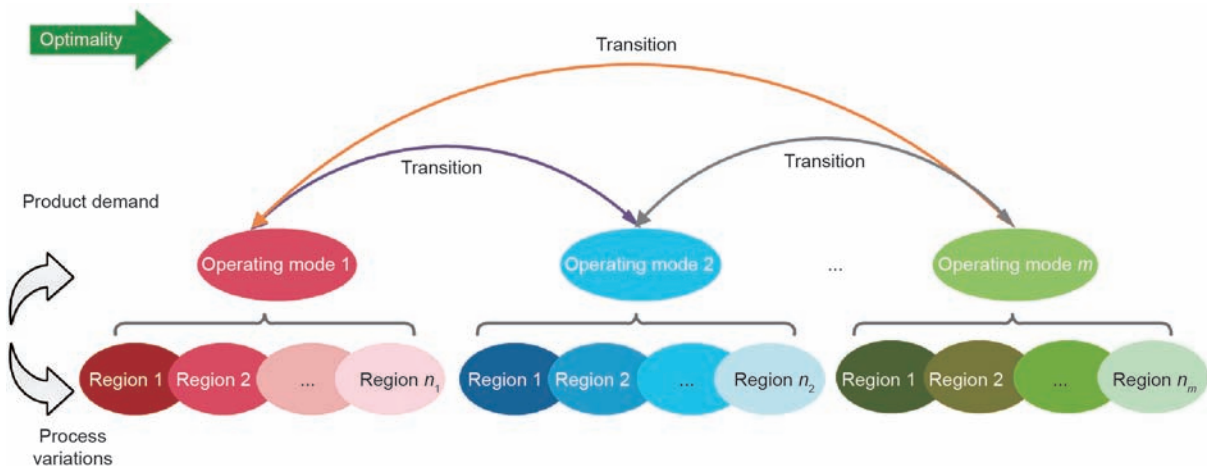 Optimality
Transition
Transition
Transition
Product demand
Operating mode 1
Operating mode 2
...
Operating mode m
Region 1
Region 2
...
Region n₁
Region 1
Region 2
...
Region n₂
Region 1
Region 2
...
Region nₘ
Process
variations